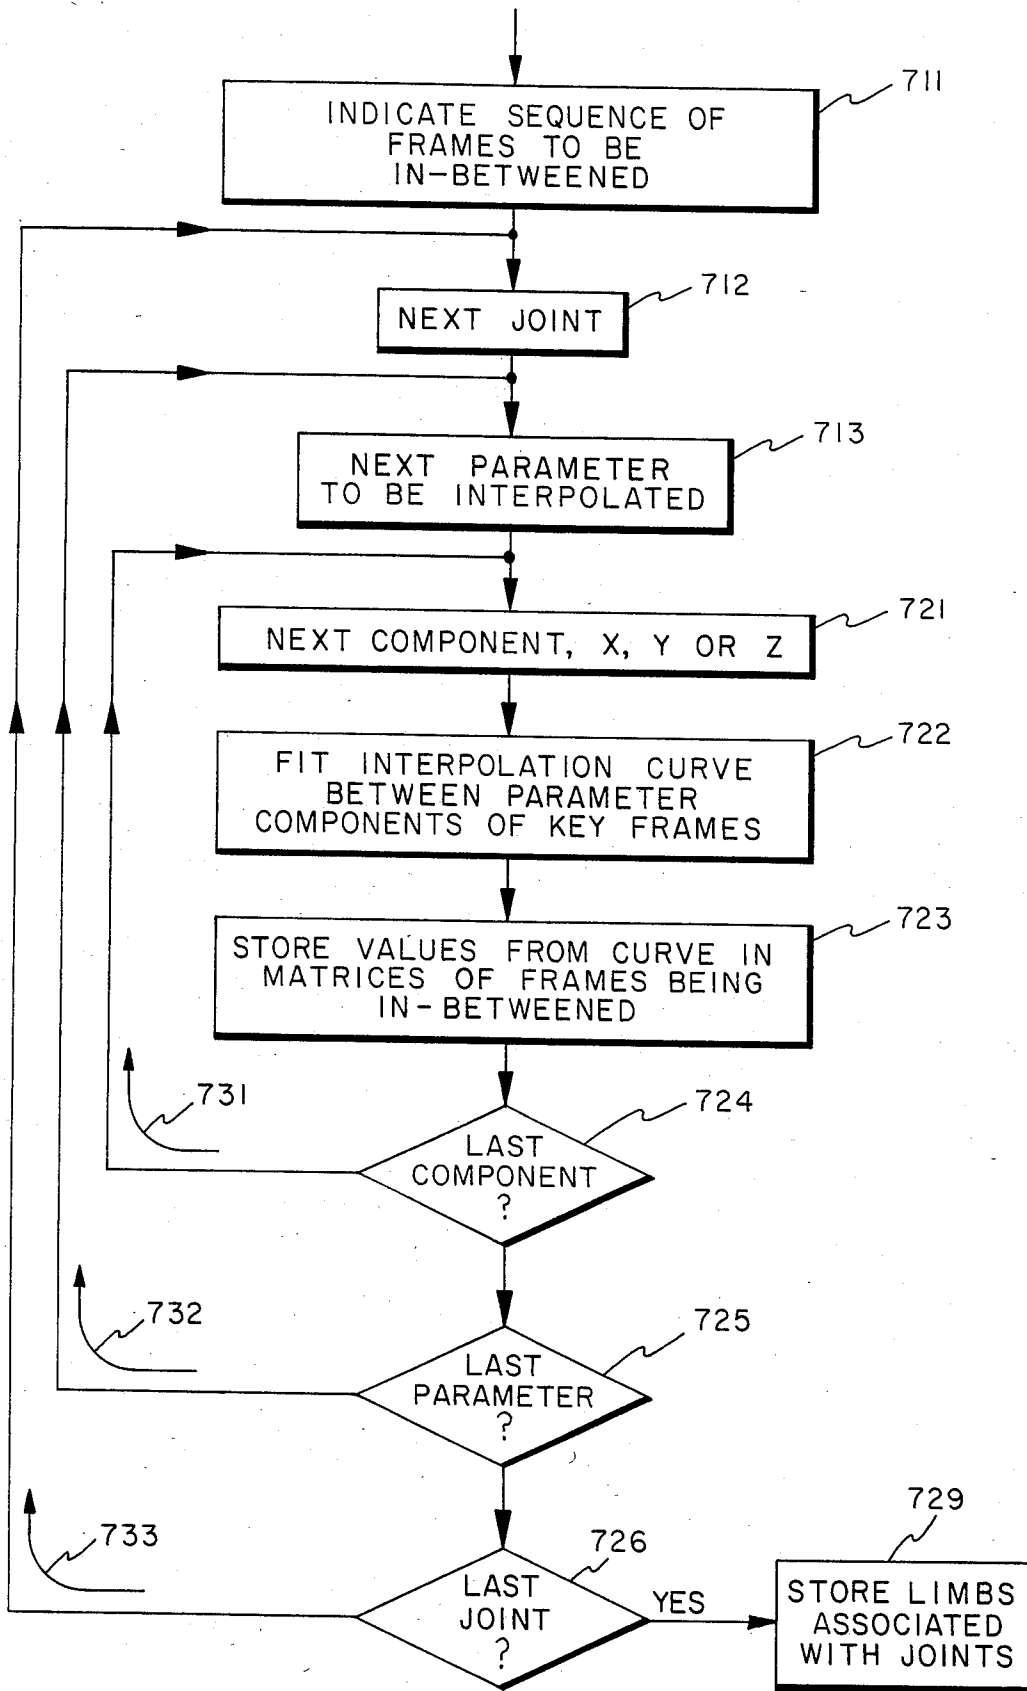 711
INDICATE SEQUENCE OF
FRAMES TO BE
IN-BETWEENED
712
NEXT JOINT
713
NEXT PARAMETER
TO BE INTERPOLATED
721
NEXT COMPONENT, X, Y OR Z
722
FIT INTERPOLATION CURVE
BETWEEN PARAMETER
COMPONENTS OF KEY FRAMES
723
STORE VALUES FROM CURVE IN
MATRICES OF FRAMES BEING
IN-BETWEENED
731
724
LAST
COMPONENT
?
732
725
LAST
PARAMETER
?
733
726
LAST
JOINT
?
YES
729
STORE LIMBS
ASSOCIATED
WITH JOINTS